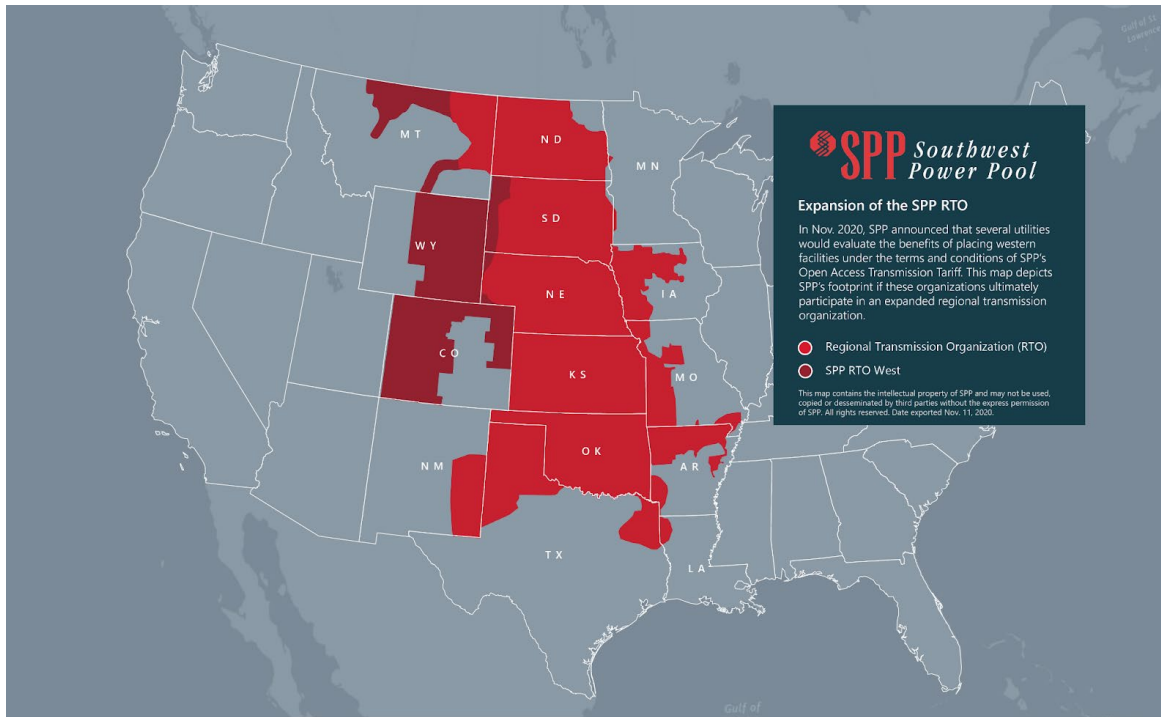 Gulf of St.
Lawrence
MT
ND
MN
SPP Southwest
Power Pool
Expansion of the SPP RTO
In Nov. 2020, SPP announced that several utilities
would evaluate the benefits of placing western
facilities under the terms and conditions of SPP's
Open Access Transmission Tariff. This map depicts
SPP's footprint if these organizations ultimately
participate in an expanded regional transmission
organization.
Regional Transmission Organization (RTO)
SPP RTO West
This map contains the intellectual property of SPP and may not be used,
copied or desseminated by third parties without the express permission
of SPP. All rights reserved. Date exported Nov. 11, 2020.
SD
WY
NE
IA
CO
KS
MO
NM
OK
AR
TX
LA
Gulf of